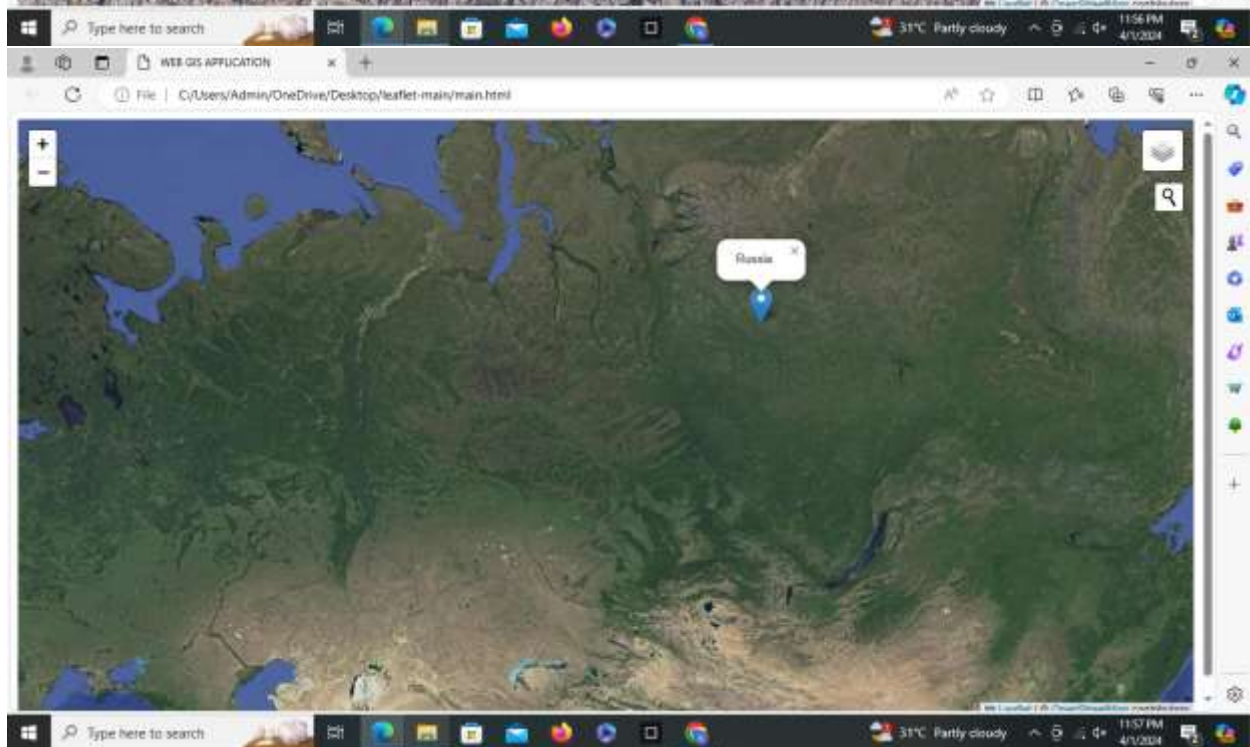 Type here to search
31°C Partly cloudy
11:56 PM
4/1/2024
WEB GIS APPLICATION
File | C:/Users/Admin/OneDrive/Desktop/leaflet-main/main.html
+
−
Russia ×
Type here to search
31°C Partly cloudy
11:57 PM
4/1/2024